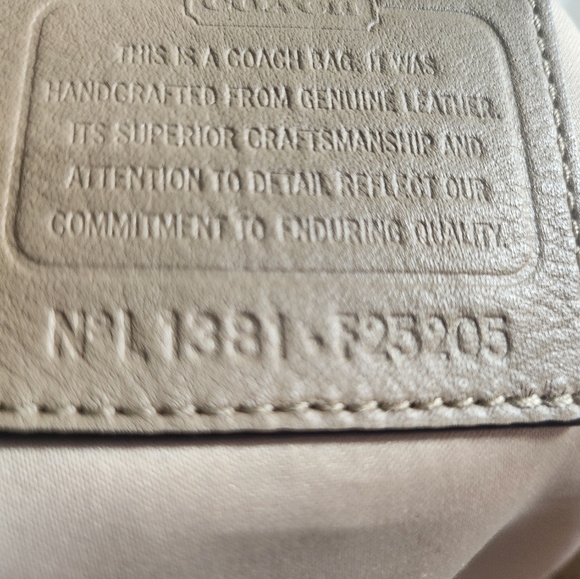 COACH
THIS IS A COACH BAG. IT WAS
HANDCRAFTED FROM GENUINE LEATHER.
ITS SUPERIOR CRAFTSMANSHIP AND
ATTENTION TO DETAIL REFLECT OUR
COMMITMENT TO ENDURING QUALITY.
Nº L1381-F25205